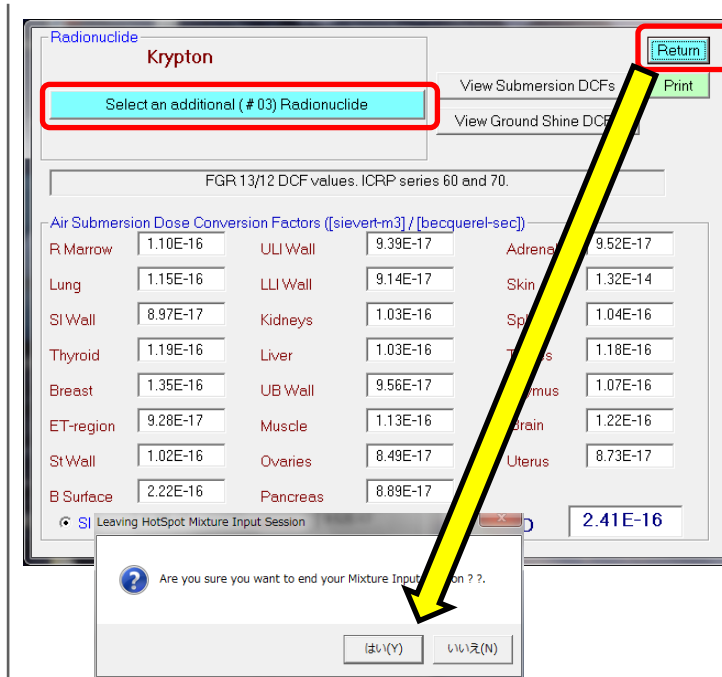 Radionuclide
Krypton
Return
Select an additional ( # 03) Radionuclide
View Submersion DCFs
Print
View Ground Shine
FGR 13/12 DCF values. ICRP series 60 and 70.
Air Submersion Dose Conversion Factors ([sievert-m3] / [becquerel-sec])
R Marrow 1.10E-16 ULI Wall 9.39E-17 Adrenal 9.52E-17
Lung 1.15E-16 LLI Wall 9.14E-17 Skin 1.32E-14
SI Wall 8.97E-17 Kidneys 1.03E-16 1.04E-16
Thyroid 1.19E-16 Liver 1.03E-16 1.18E-16
Breast 1.35E-16 UB Wall 9.56E-17 1.07E-16
ET-region 9.28E-17 Muscle 1.13E-16 Brain 1.22E-16
St Wall 1.02E-16 Ovaries 8.49E-17 Uterus 8.73E-17
B Surface 2.22E-16 Pancreas 8.89E-17
SI 2.41E-16
Leaving HotSpot Mixture Input Session
Are you sure you want to end your Mixture Input ? ?.
はい(Y) いいえ(N)